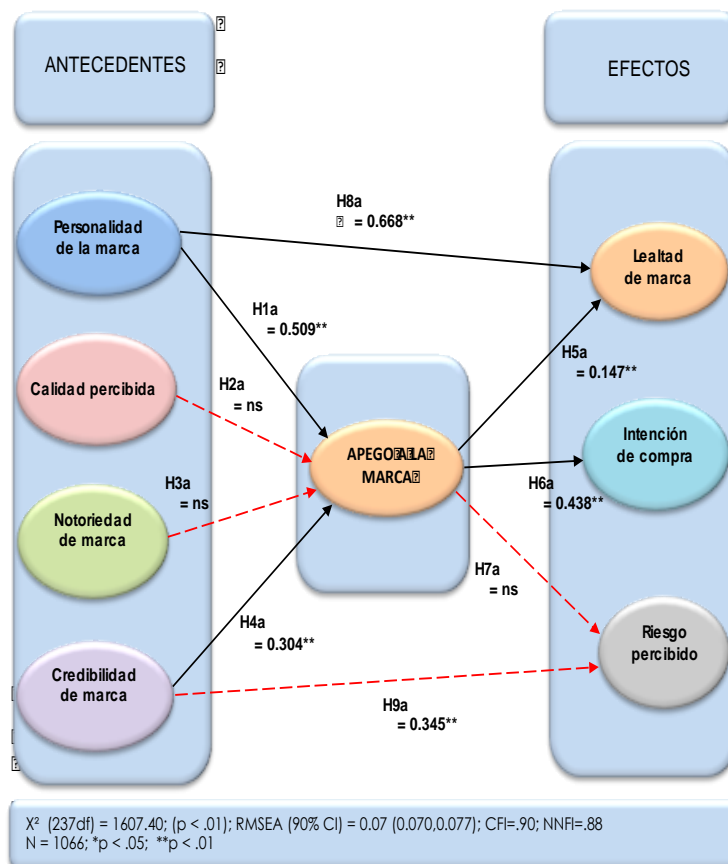 ANTECEDENTES
EFECTOS
Personalidad
de la marca
H8a
= 0.668**
Lealtad
de marca
H1a
= 0.509**
H5a
= 0.147**
Calidad percibida
H2a
= ns
APEGO A LA
MARCA
Intención
de compra
H6a
= 0.438**
H3a
= ns
Notoriedad
de marca
H7a
= ns
H4a
= 0.304**
Riesgo
percibido
Credibilidad
de marca
H9a
= 0.345**
X² (237df) = 1607.40; (p < .01); RMSEA (90% CI) = 0.07 (0.070,0.077); CFI=.90; NNFI=.88
N = 1066; *p < .05; **p < .01